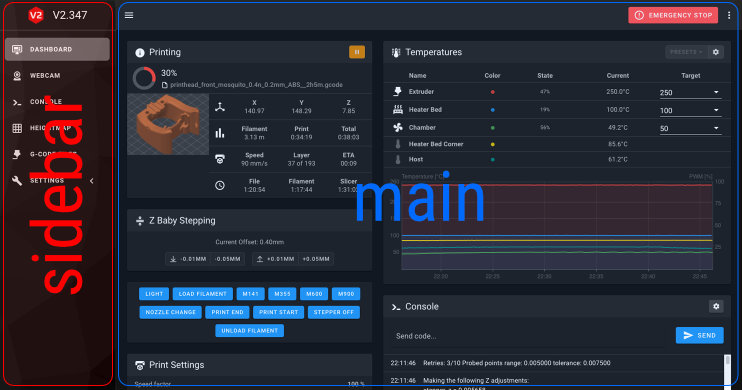 V2
V2.347
EMERGENCY STOP
DASHBOARD
WEBCAM
CONSOLE
HEIGHTMAP
SETTINGS
sidebar
main
Printing
30%
printhead_front_mosquito_0.4n_0.2mm_ABS__2h5m.gcode
X Y Z
140.97 148.29 7.85
Filament Print Total
3.13 m 0:34:19 0:38:03
Speed Layer ETA
90 mm/s 37 of 193 00:09
File Filament Slicer
1:20:54 1:17:44
Z Baby Stepping
Current Offset: 0.40mm
-0.01MM -0.05MM +0.01MM +0.05MM
LIGHT LOAD FILAMENT M141 M355 M600 M900
NOZZLE CHANGE PRINT END PRINT START STEPPER OFF
UNLOAD FILAMENT
Print Settings
Speed factor 100 %
Temperatures
PRESETS
Name Color State Current Target
Extruder 47% 250.0°C 250
Heater Bed 19% 100.0°C 100
Chamber 56% 49.2°C 50
Heater Bed Corner 85.6°C
Host 61.2°C
Temperature [°C] PWM [%]
100
150
100 50
50 25
22:20 22:25 22:30 22:35 22:40 22:45
Console
Send code...
SEND
22:11:46 Retries: 3/10 Probed points range: 0.005000 tolerance: 0.007500
22:11:46 Making the following Z adjustments: